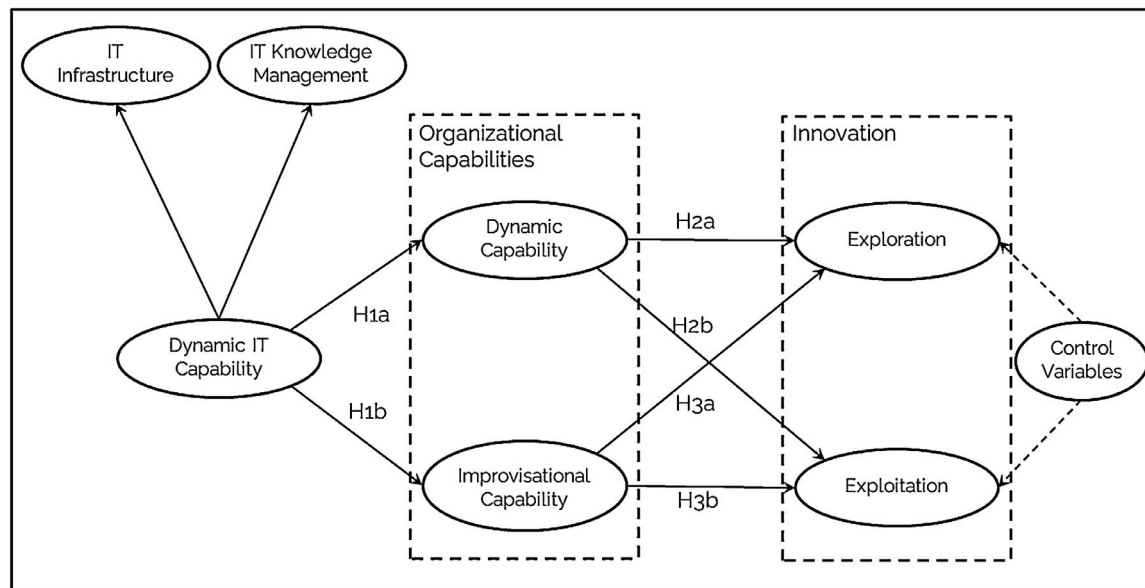 IT
Infrastructure
IT Knowledge
Management
Organizational
Capabilities
Innovation
Dynamic
Capability
H2a
Exploration
H1a
H2b
Dynamic IT
Capability
Control
Variables
H1b
H3a
Improvisational
Capability
H3b
Exploitation